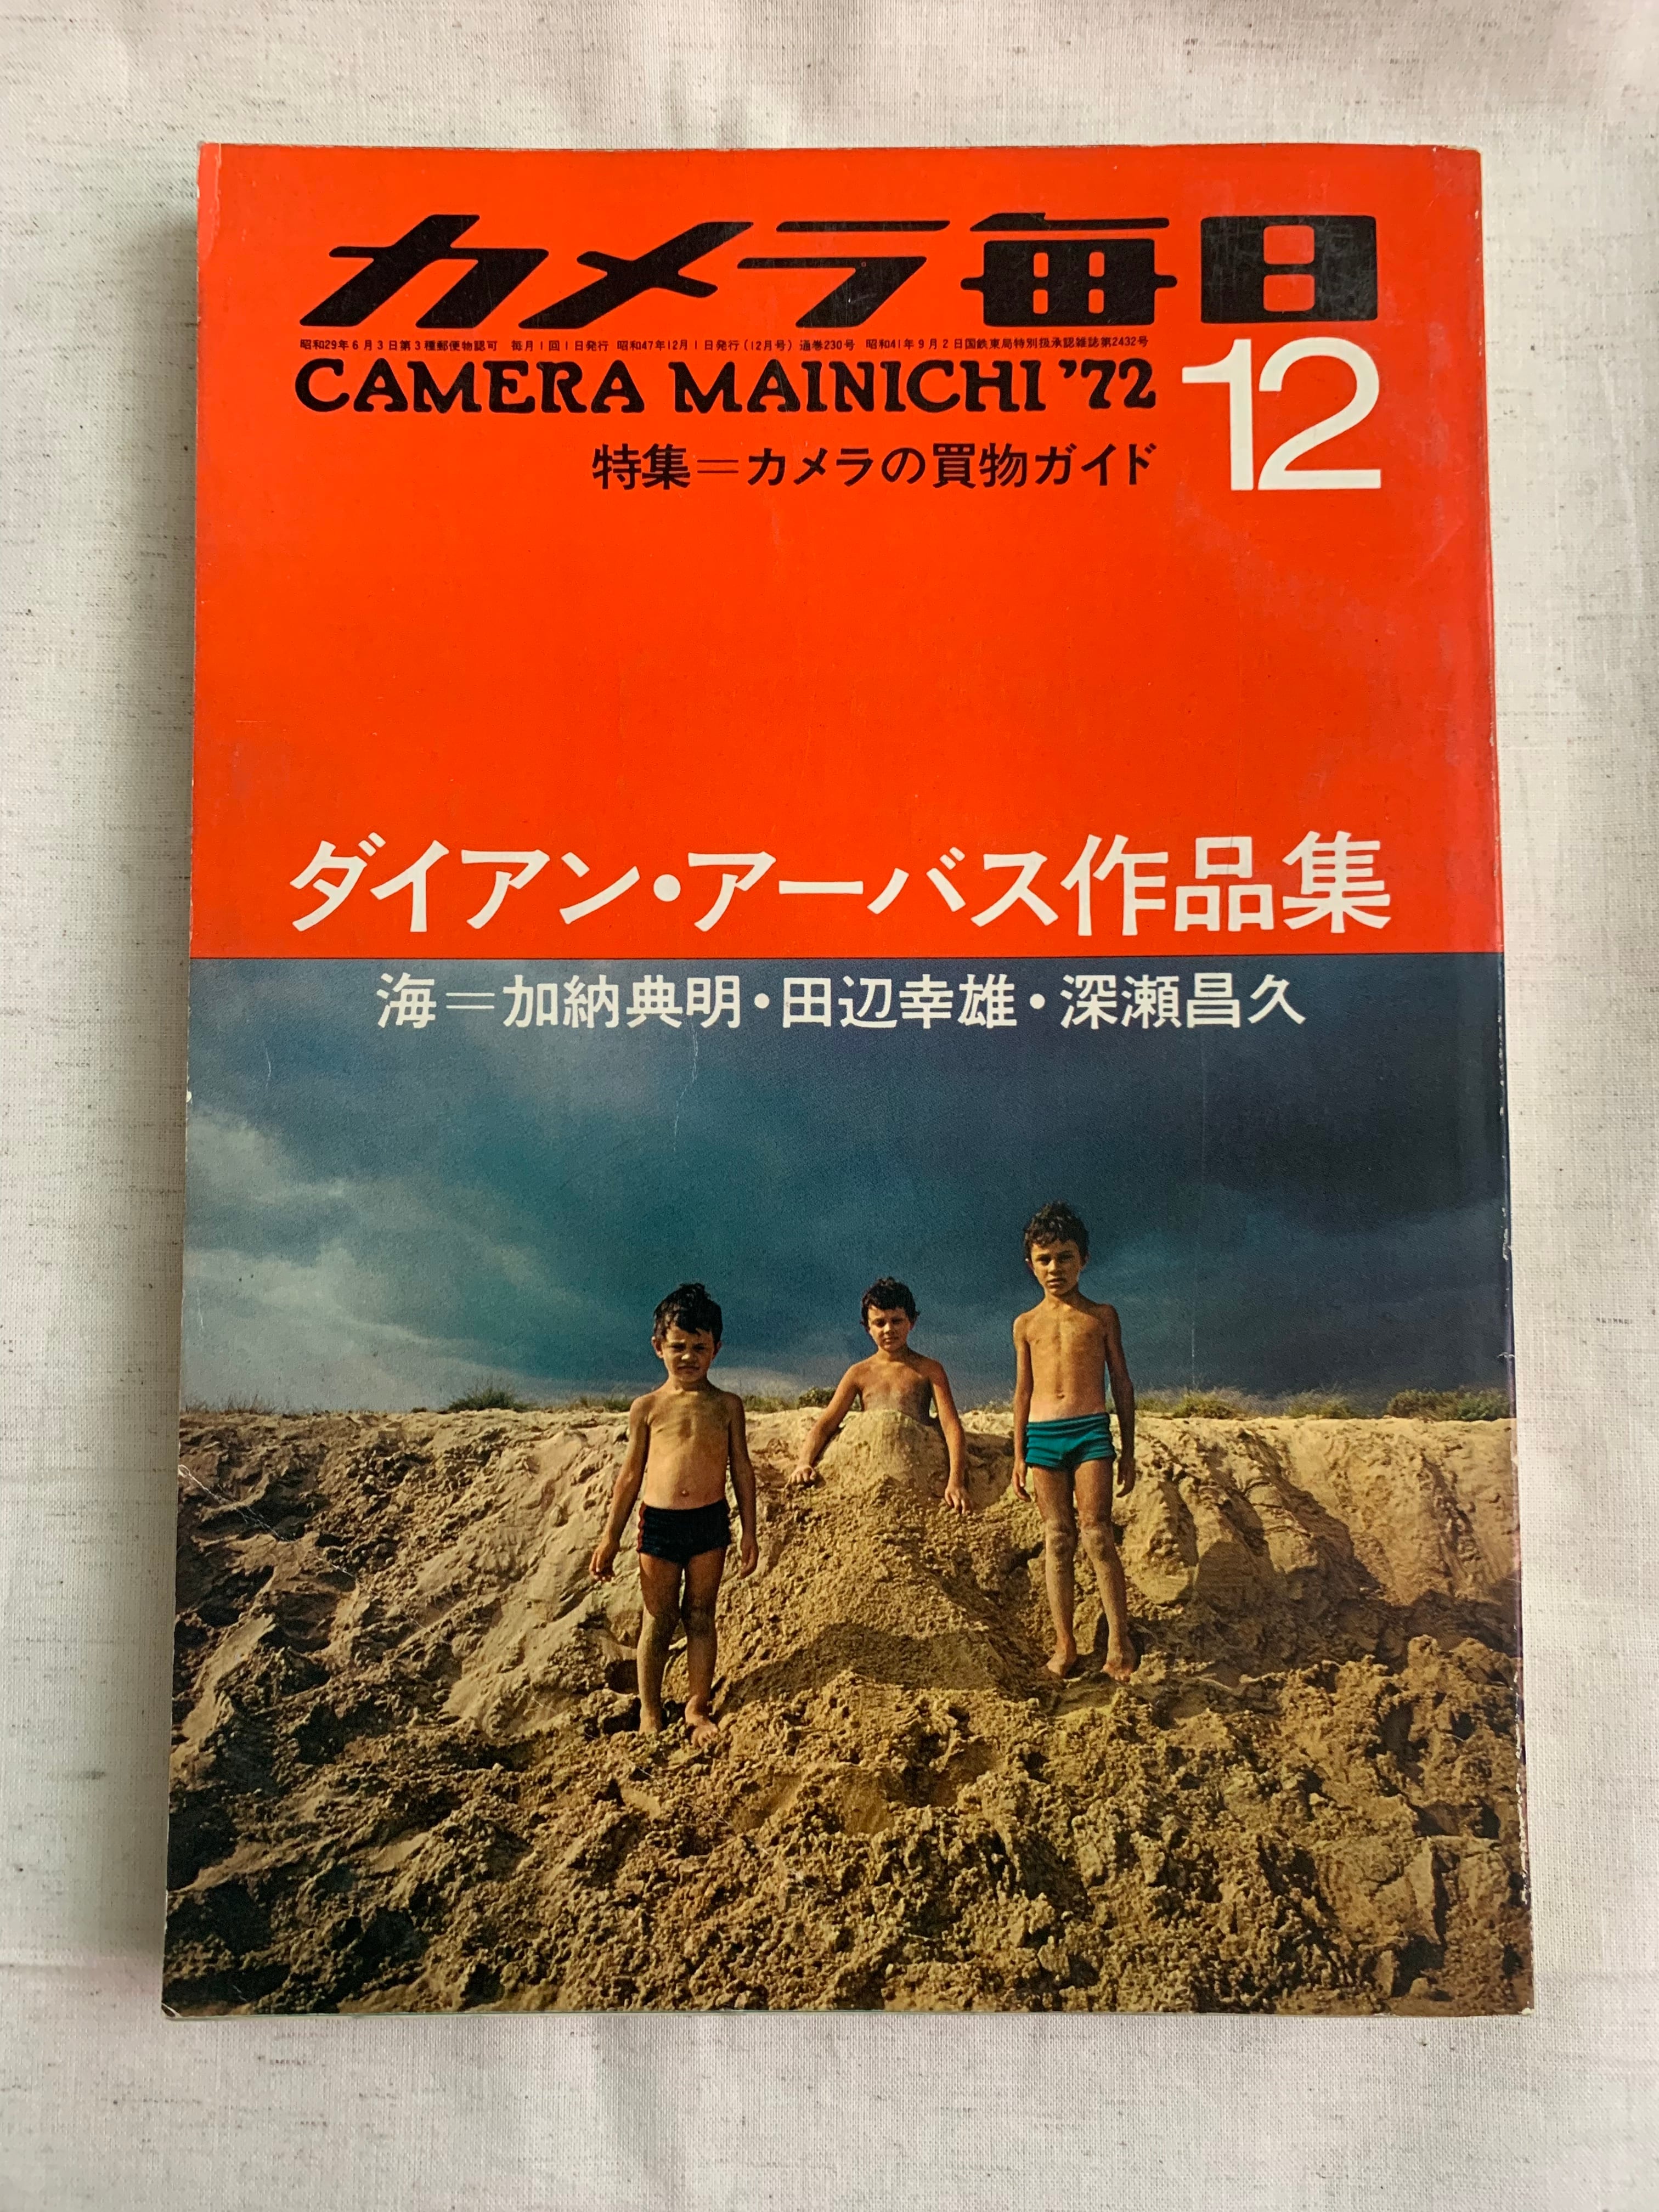 カメラ毎日
昭和29年6月3日第3種郵便物認可 毎月1回1日発行 昭和47年12月1日発行(12月号)通巻230号 昭和41年9月2日国鉄東局特別扱承認雑誌第2432号
CAMERA MAINICHI '72 12
特集=カメラの買物ガイド
ダイアン・アーバス作品集
海=加納典明・田辺幸雄・深瀬昌久